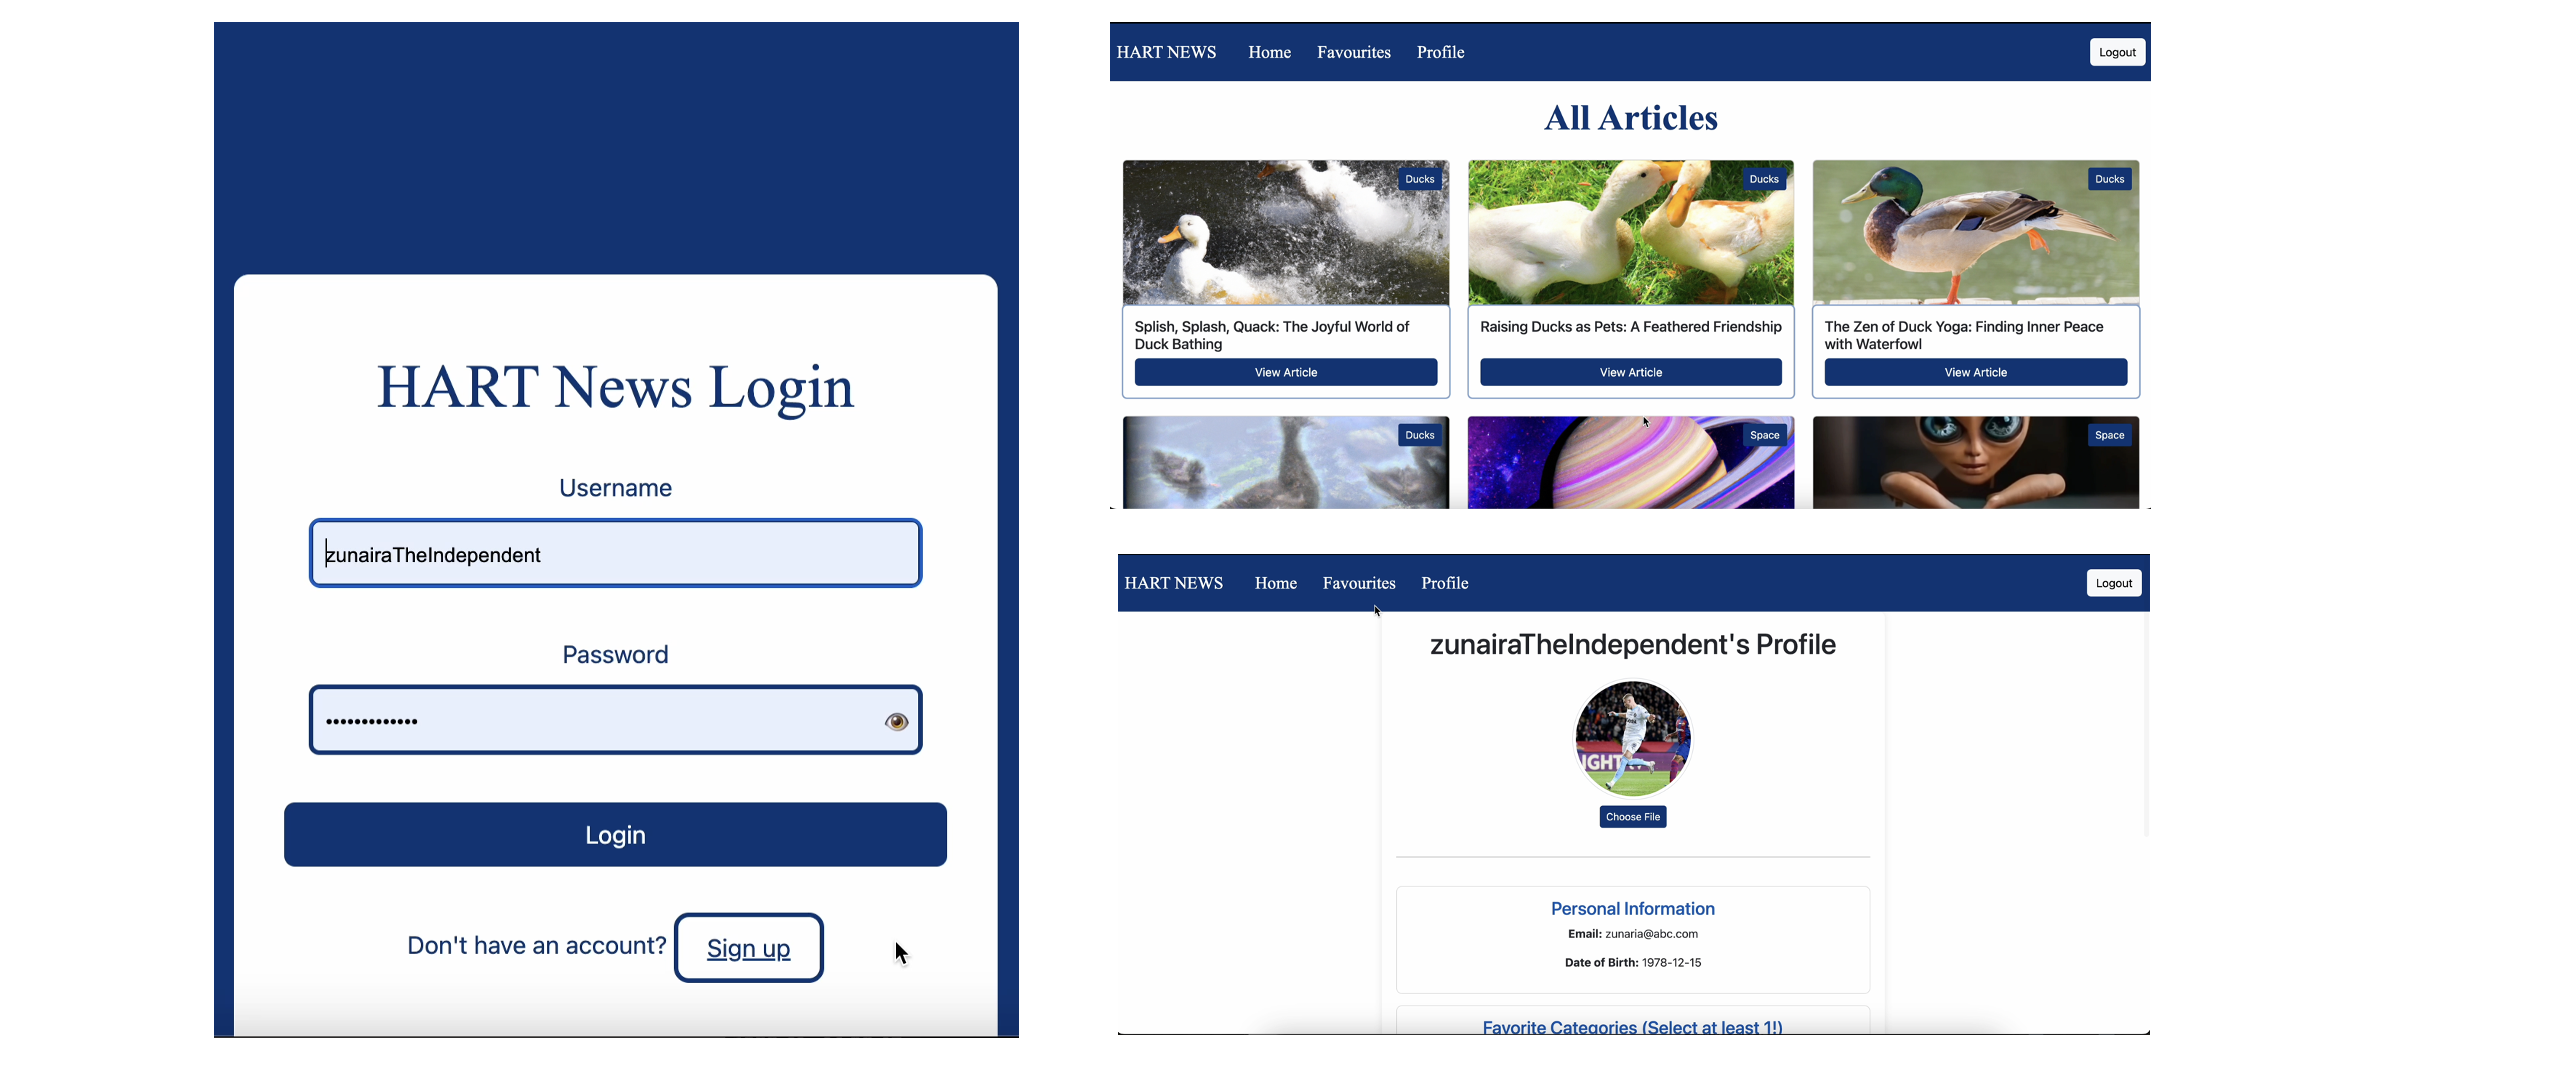 HART News Login
Username
zunairaTheIndependent
Password
Login
Don't have an account? Sign up
HART NEWS Home Favourites Profile Logout
All Articles
Ducks
Ducks
Ducks
Splish, Splash, Quack: The Joyful World of
Duck Bathing
View Article
Raising Ducks as Pets: A Feathered Friendship
View Article
The Zen of Duck Yoga: Finding Inner Peace
with Waterfowl
View Article
Ducks
Space
Space
HART NEWS Home Favourites Profile Logout
zunairaTheIndependent's Profile
Choose File
Personal Information
Email: zunaria@abc.com
Date of Birth: 1978-12-15
Favorite Categories (Select at least 1!)